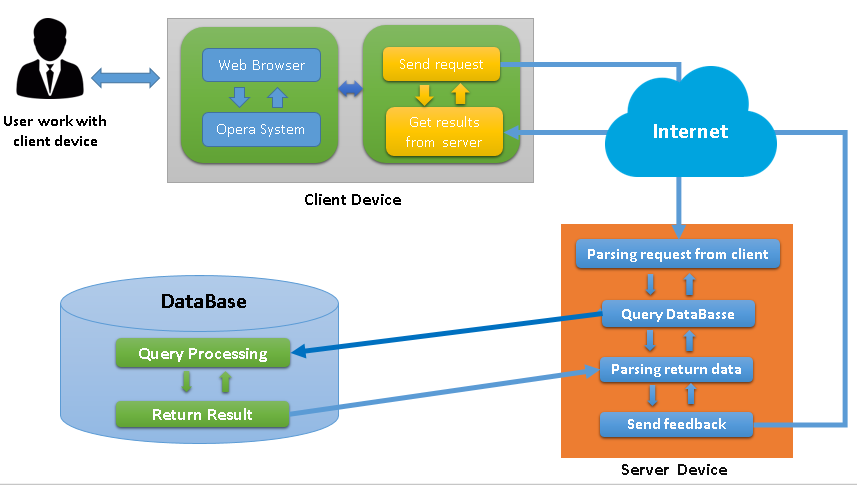 User work with
client device
Web Browser
Opera System
Send request
Get results
from server
Client Device
Internet
Parsing request from client
Query DataBasse
Parsing return data
Send feedback
Server Device
DataBase
Query Processing
Return Result